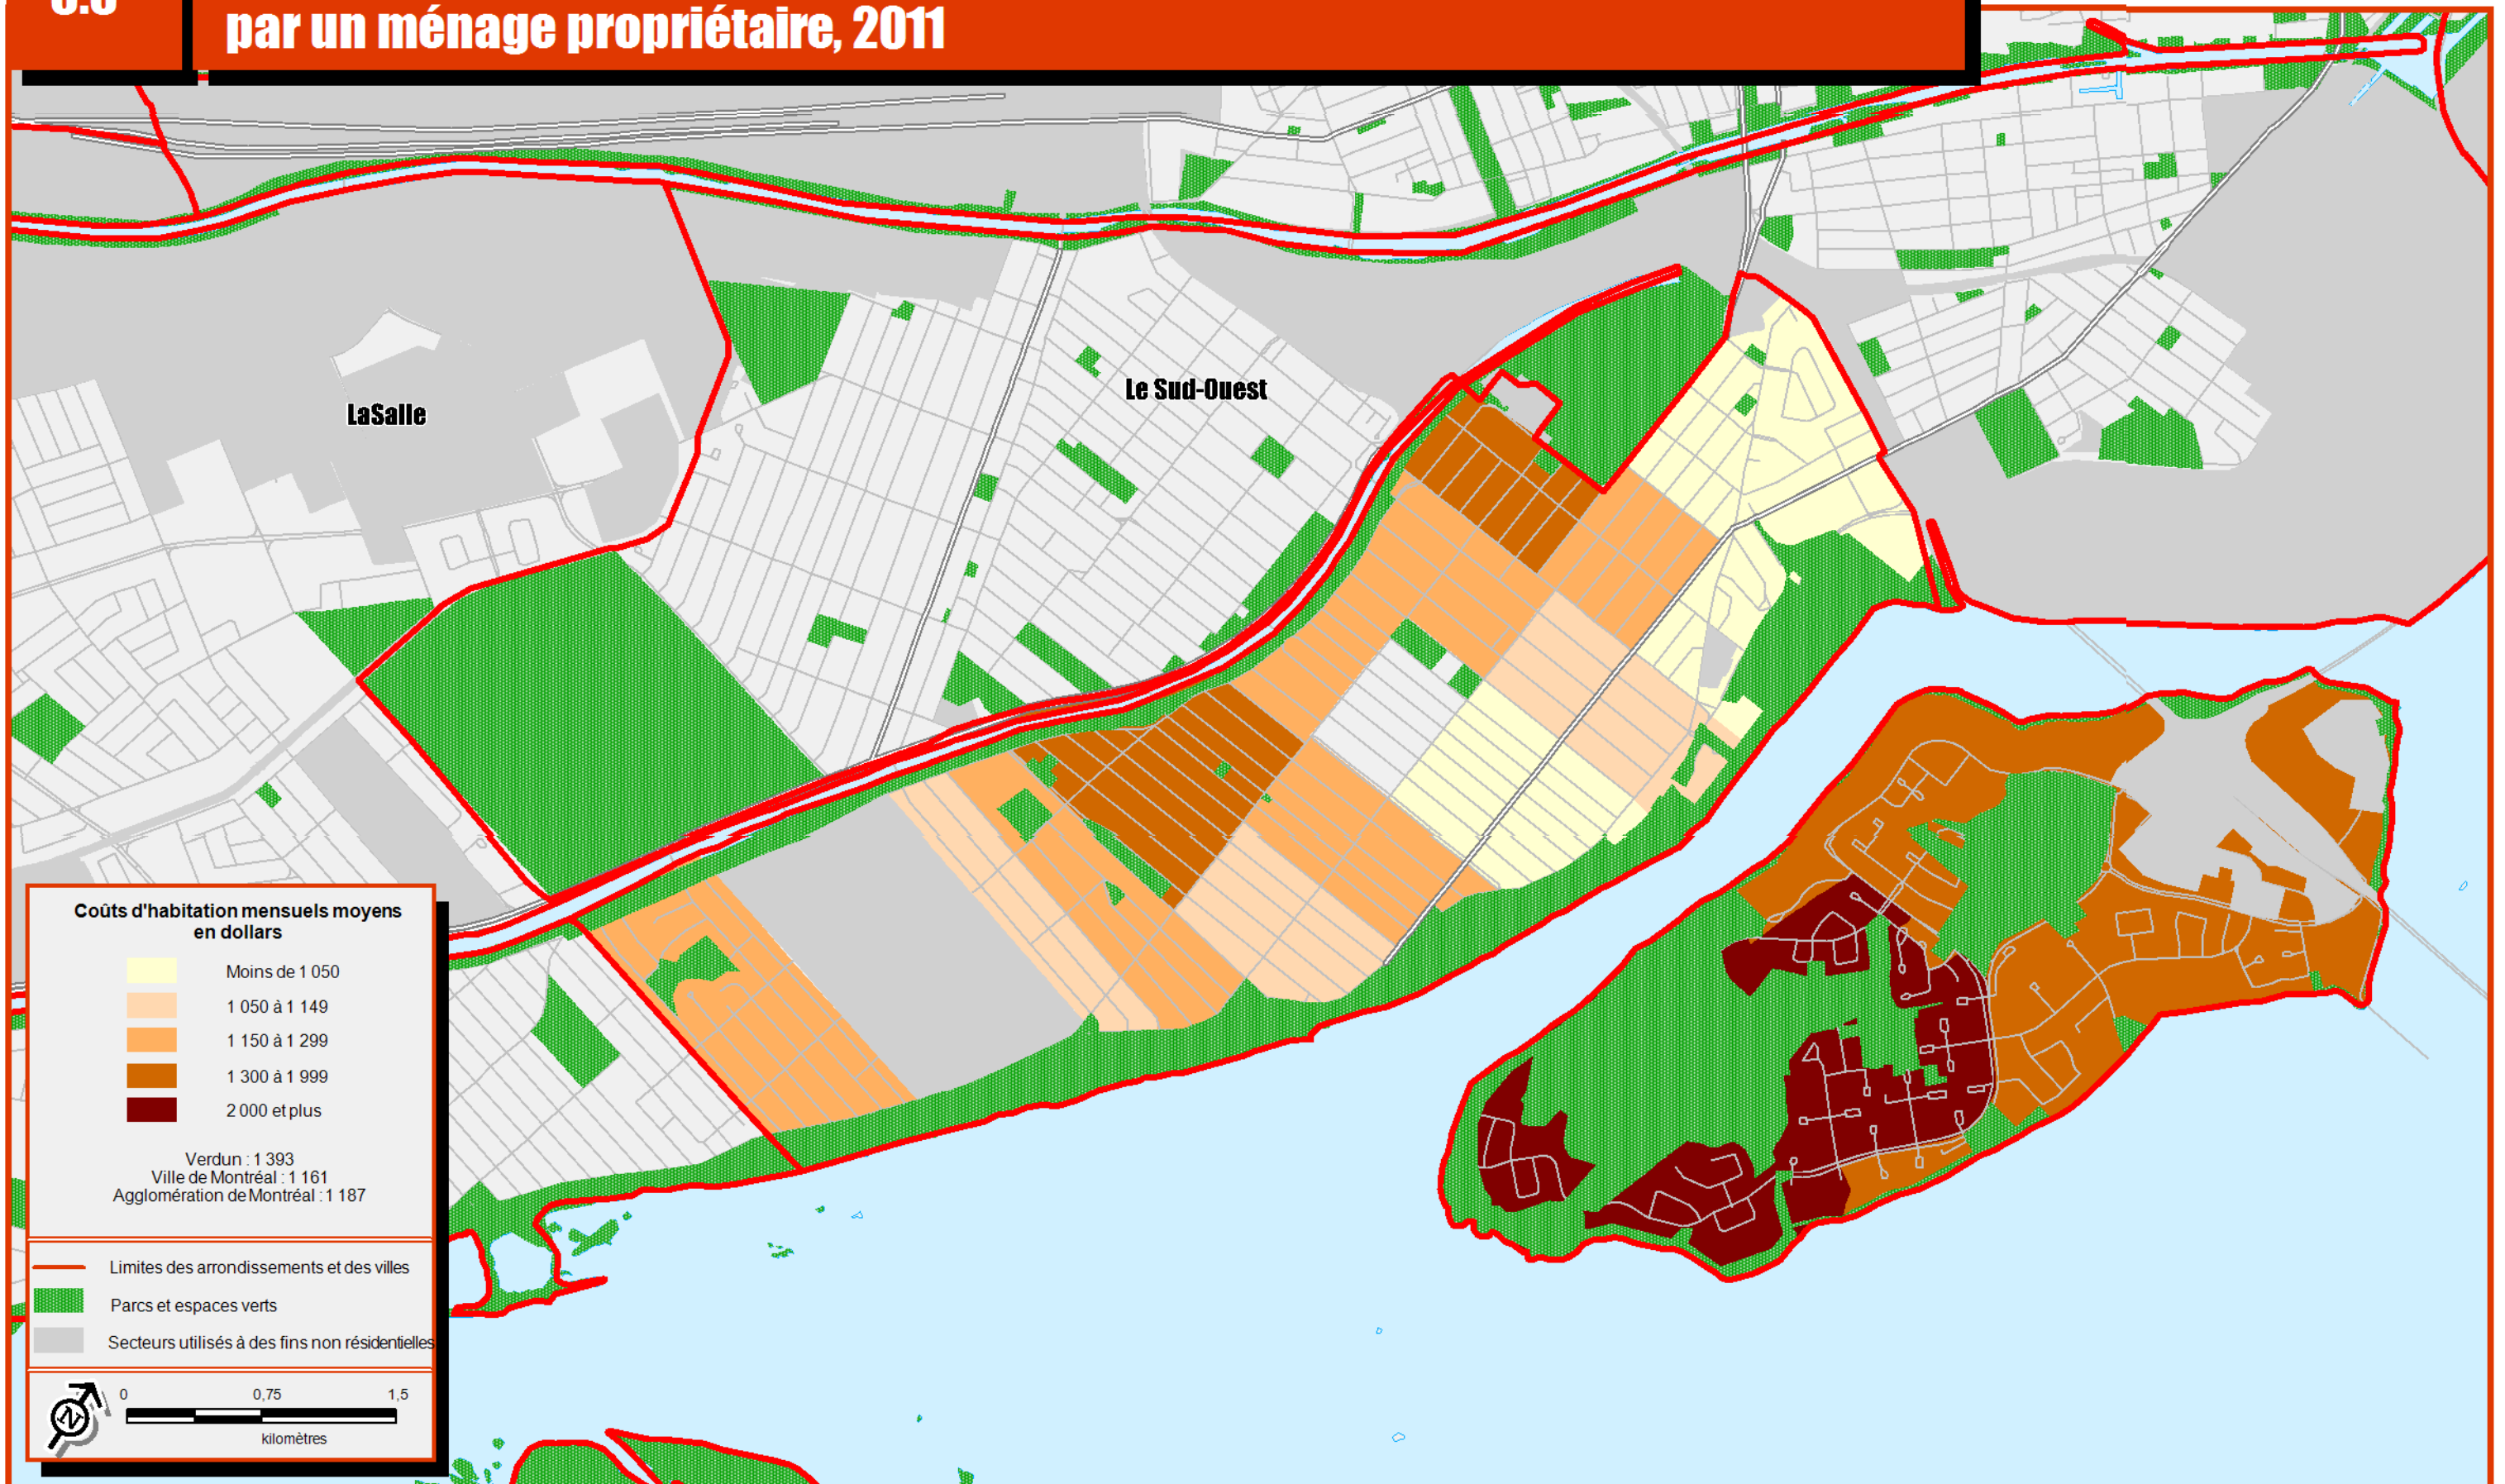 par un ménage propriétaire, 2011
LaSalle
Le Sud-Ouest
Coûts d'habitation mensuels moyens
en dollars
Moins de 1 050
1 050 à 1 149
1 150 à 1 299
1 300 à 1 999
2 000 et plus
Verdun : 1 393
Ville de Montréal : 1 161
Agglomération de Montréal : 1 187
Limites des arrondissements et des villes
Parcs et espaces verts
Secteurs utilisés à des fins non résidentielles
N
0 0,75 1,5
kilomètres